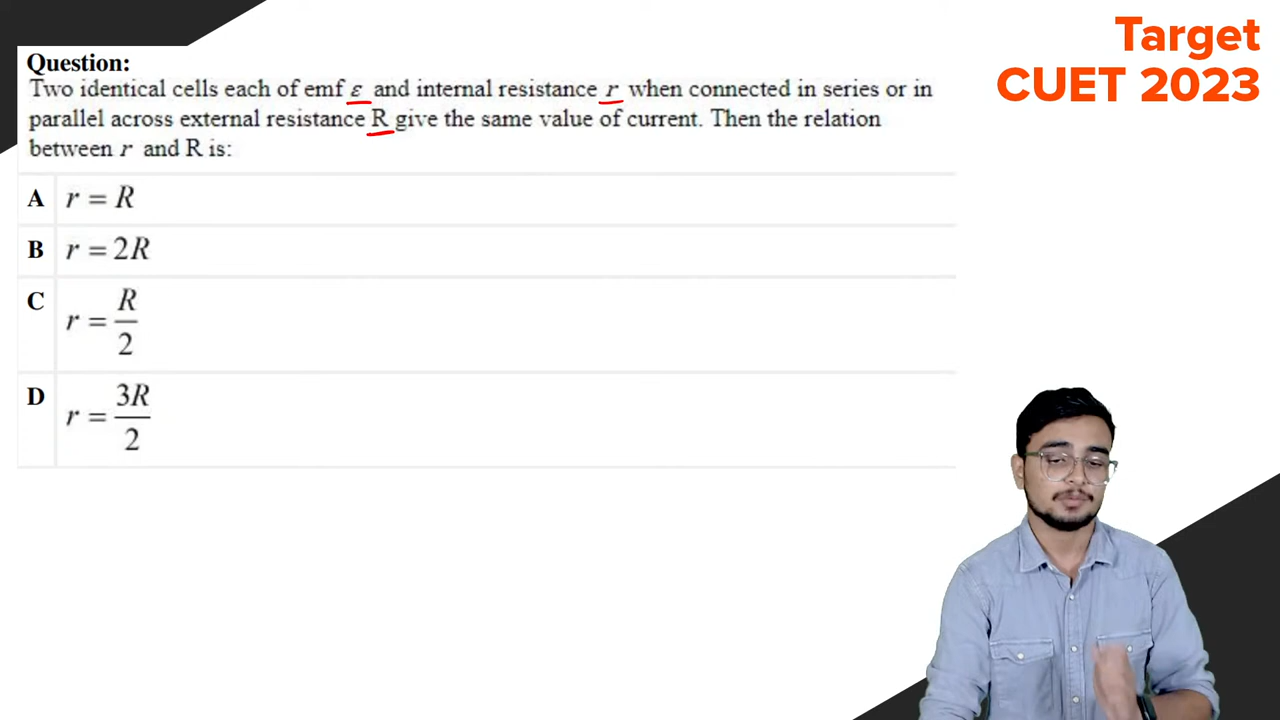 Target
CUET 2023
Question:
Two identical cells each of emf ε and internal resistance r when connected in series or in
parallel across external resistance R give the same value of current. Then the relation
between r and R is:
A r = R
B r = 2R
C r = R/2
D r = 3R/2